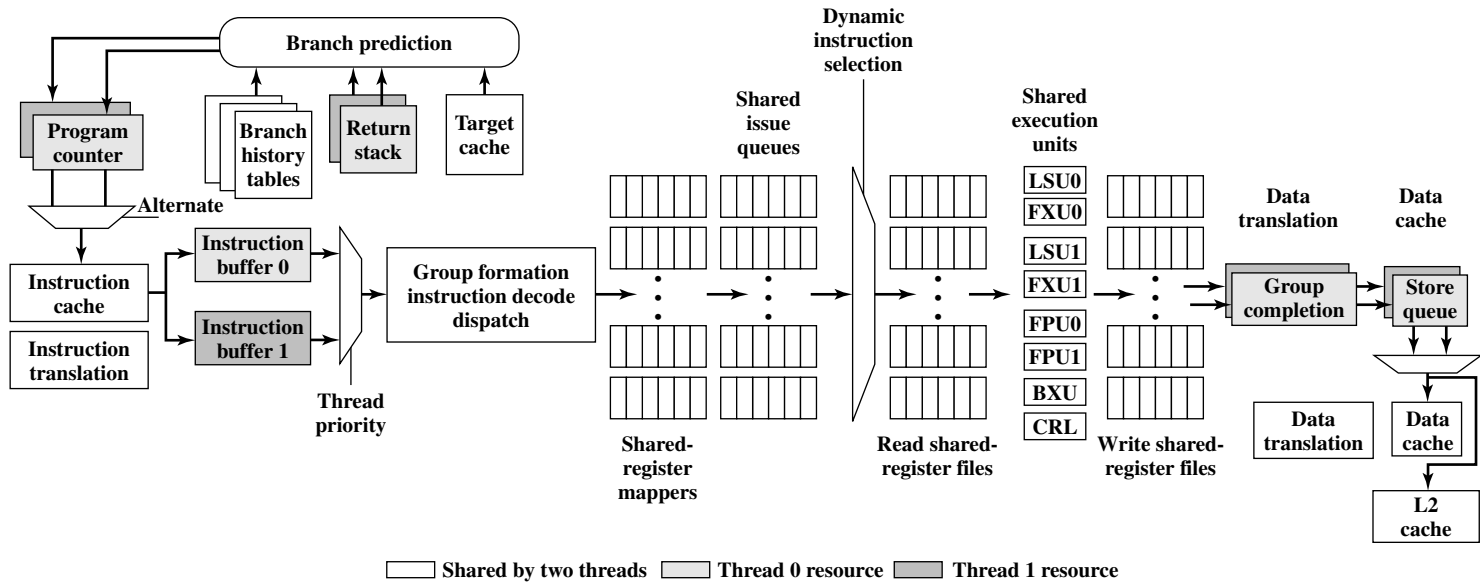 Branch prediction
Program
counter
Branch
history
tables
Return
stack
Target
cache
Alternate
Instruction
cache
Instruction
translation
Instruction
buffer 0
Instruction
buffer 1
Thread
priority
Group formation
instruction decode
dispatch
Shared-
register
mappers
Shared
issue
queues
Dynamic
instruction
selection
Read shared-
register files
Shared
execution
units
LSU0
FXU0
LSU1
FXU1
FPU0
FPU1
BXU
CRL
Write shared-
register files
Data
translation
Group
completion
Data
cache
Store
queue
Data
translation
Data
cache
L2
cache
Shared by two threads
Thread 0 resource
Thread 1 resource